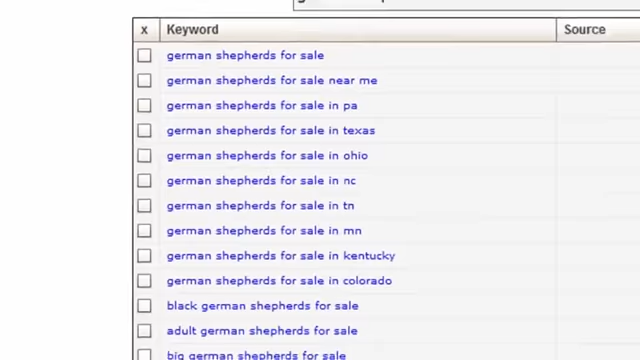 x Keyword Source
german shepherds for sale
german shepherds for sale near me
german shepherds for sale in pa
german shepherds for sale in texas
german shepherds for sale in ohio
german shepherds for sale in nc
german shepherds for sale in tn
german shepherds for sale in mn
german shepherds for sale in kentucky
german shepherds for sale in colorado
black german shepherds for sale
adult german shepherds for sale
big german shepherds for sale